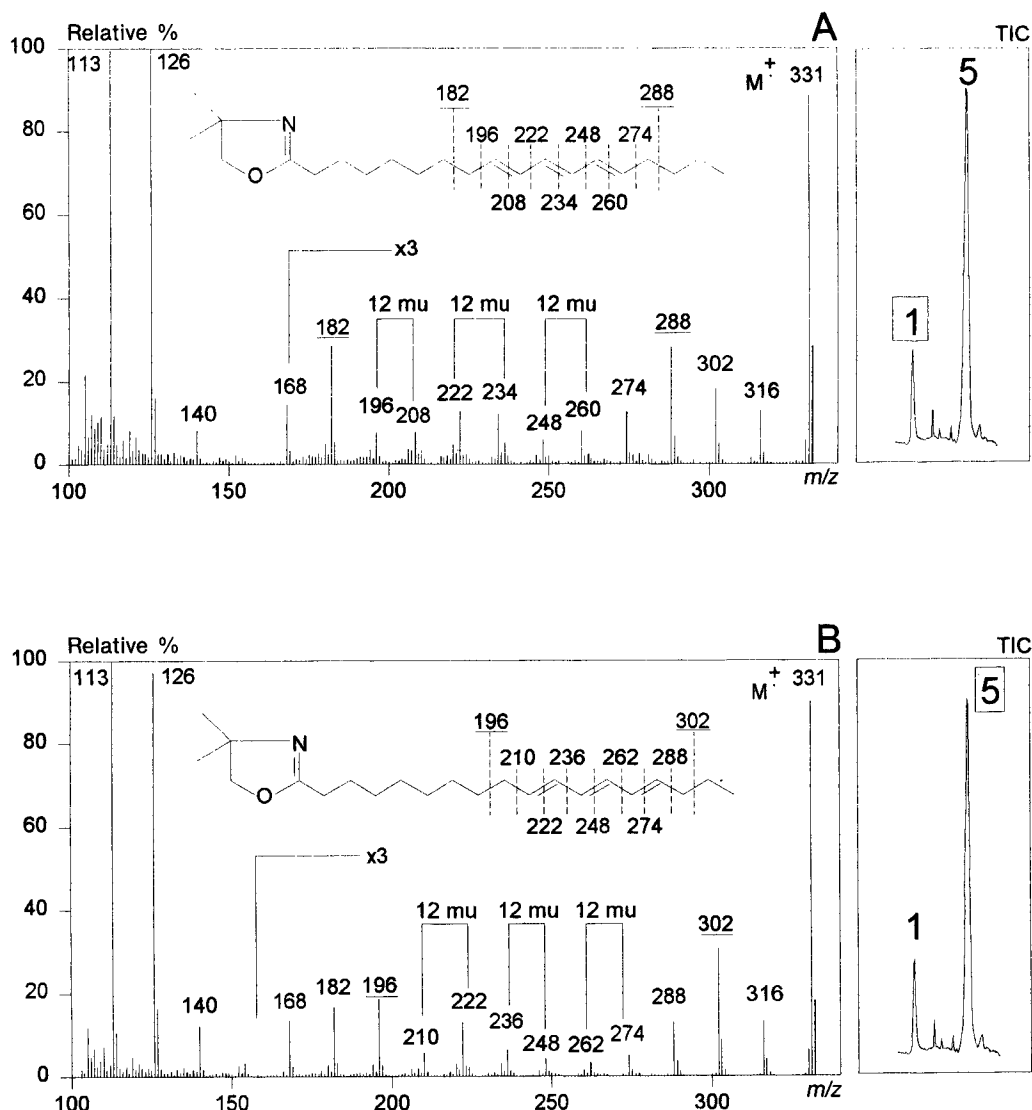 Relative % A TIC
100 113 126 M+. 331 5
N O 182 288
196 222 248 274
208 234 260
80
60
x3
40
12 mu 12 mu 12 mu
182 288 1
20 168 196 208 222 234 248 260 274 302 316
140
0
100 150 200 250 300 m/z
Relative % B TIC
100 113 126 M+. 331 5
N O 196 302
210 236 262 288
222 248 274
80
60
x3
40
12 mu 12 mu 12 mu
302 1
20 140 168 182 196 210 222 236 248 262 274 288 316
0
100 150 200 250 300 m/z